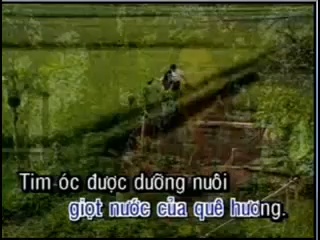 Tim óc được dưỡng nuôi
giọt nước của quê hương.